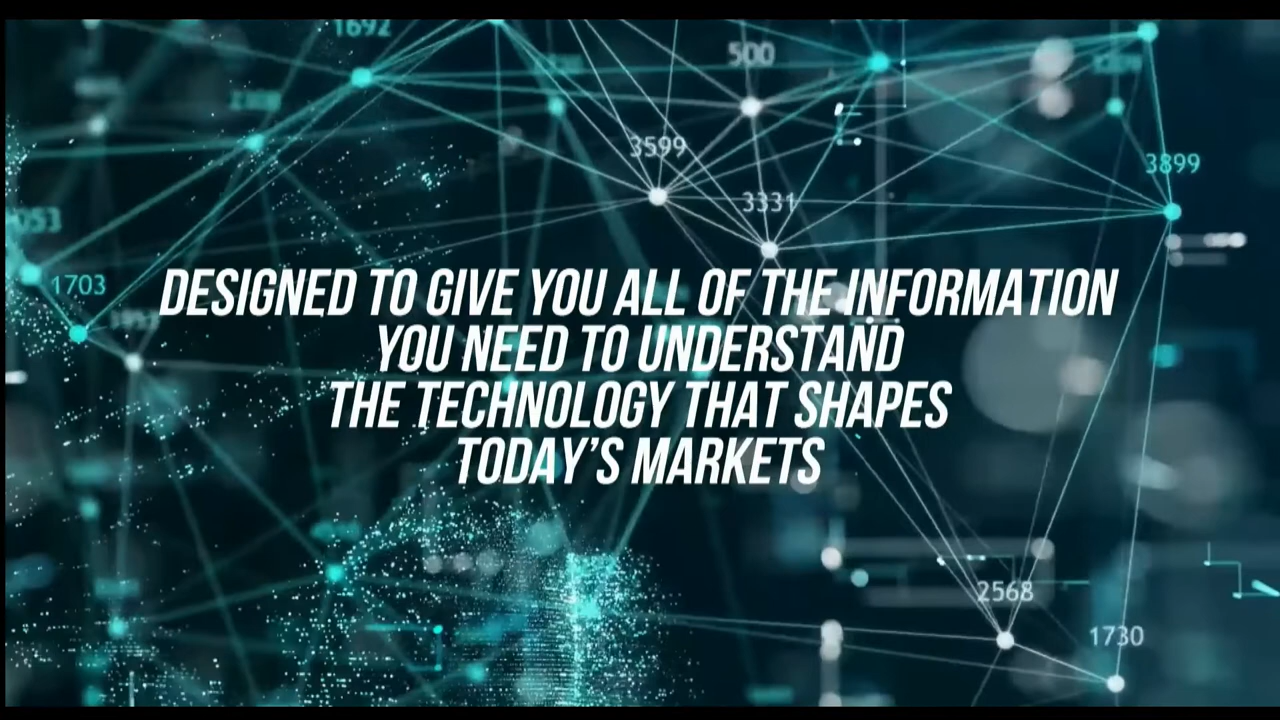 1692
500
3599
3899
3331
1703
DESIGNED TO GIVE YOU ALL OF THE INFORMATION
YOU NEED TO UNDERSTAND
THE TECHNOLOGY THAT SHAPES
TODAY’S MARKETS
2568
1730